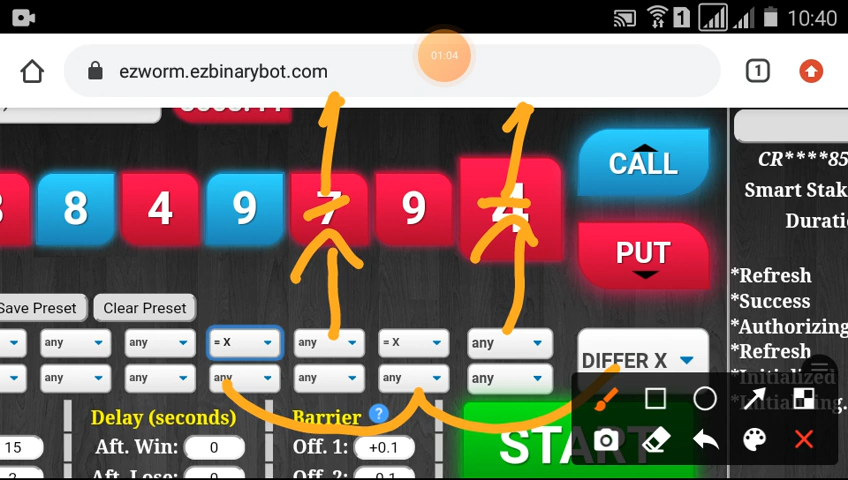 10:40
01:04
ezworm.ezbinarybot.com
1
CALL
CR****85
8 4 9 7 9 4
Smart Stak
Duratio
PUT
*Refresh
Save Preset Clear Preset
*Success
*Authorizing
any any = X any = X any
DIFFER X
*Refresh
any any any any any any
*Initialized
Delay (seconds) Barrier ?
15 Aft. Win: 0 Off. 1: +0.1
START
Aft. Lose: Off. 2: